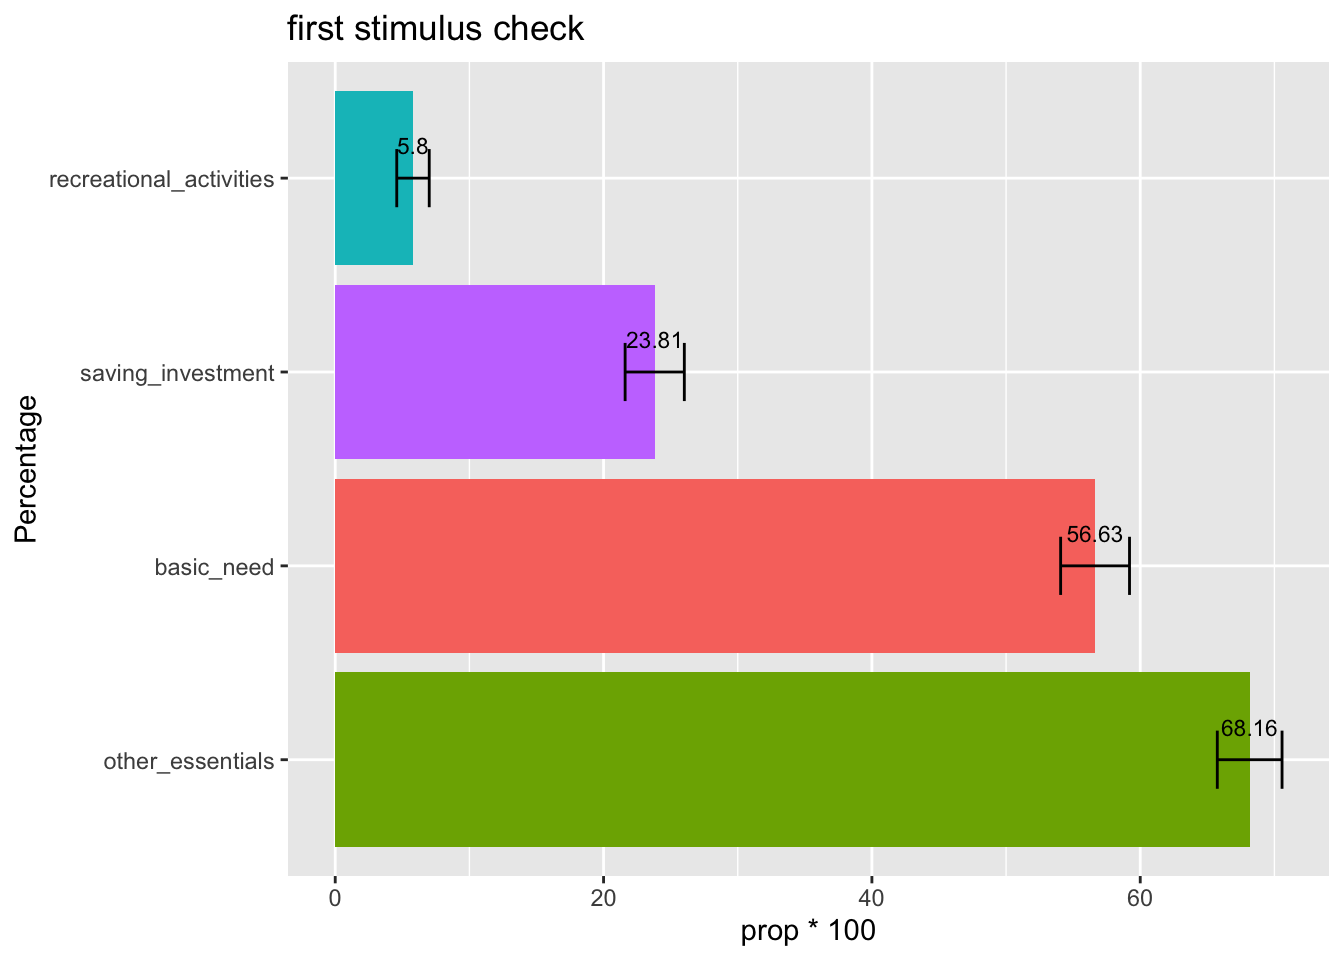 first stimulus check
Percentage
recreational_activities
5.8
saving_investment
23.81
basic_need
56.63
other_essentials
68.16
0 20 40 60
prop * 100